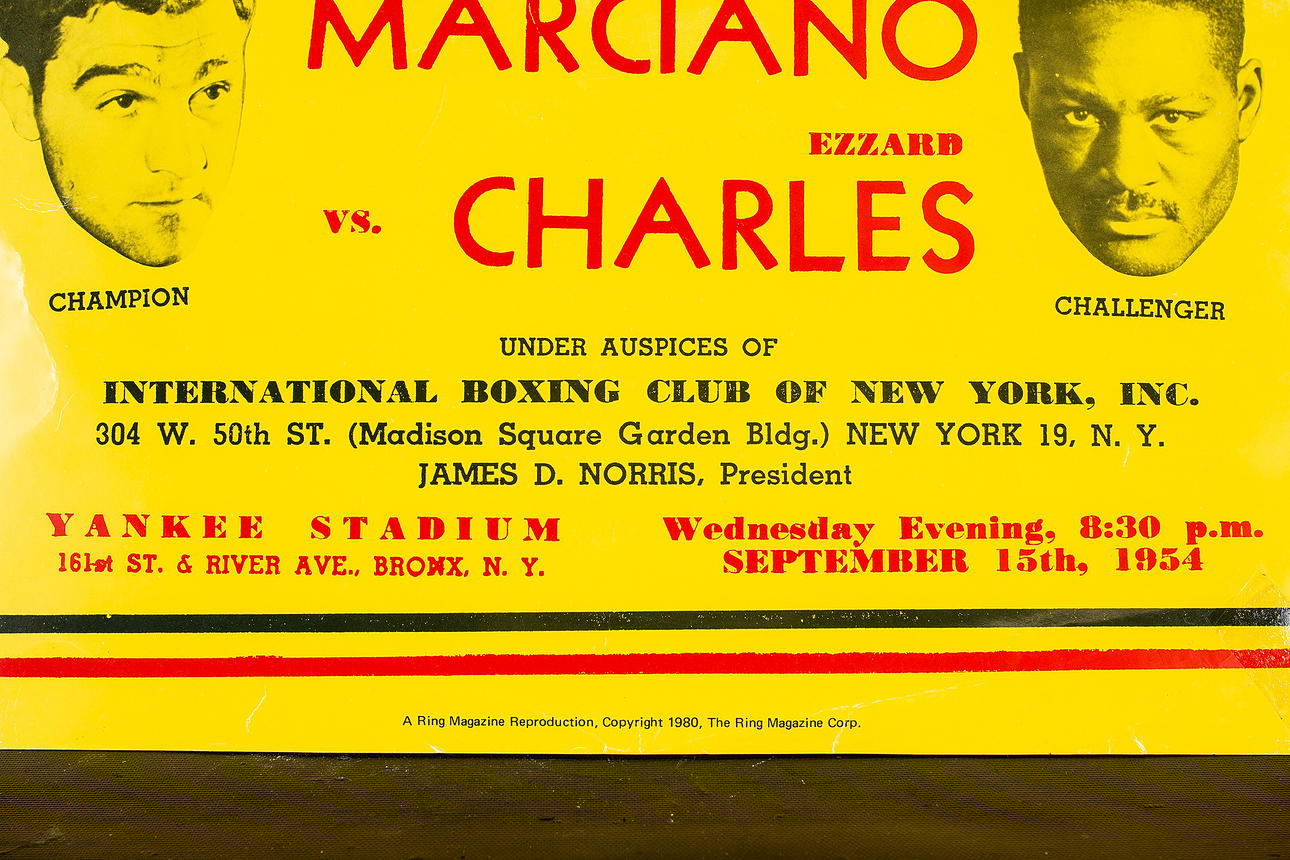 MARCIANO
EZZARD
vs. CHARLES
CHAMPION
CHALLENGER
UNDER AUSPICES OF
INTERNATIONAL BOXING CLUB OF NEW YORK, INC.
304 W. 50th ST. (Madison Square Garden Bldg.) NEW YORK 19, N. Y.
JAMES D. NORRIS, President
YANKEE STADIUM
161st ST. & RIVER AVE., BRONX, N. Y.
Wednesday Evening, 8:30 p.m.
SEPTEMBER 15th, 1954
A Ring Magazine Reproduction, Copyright 1980, The Ring Magazine Corp.